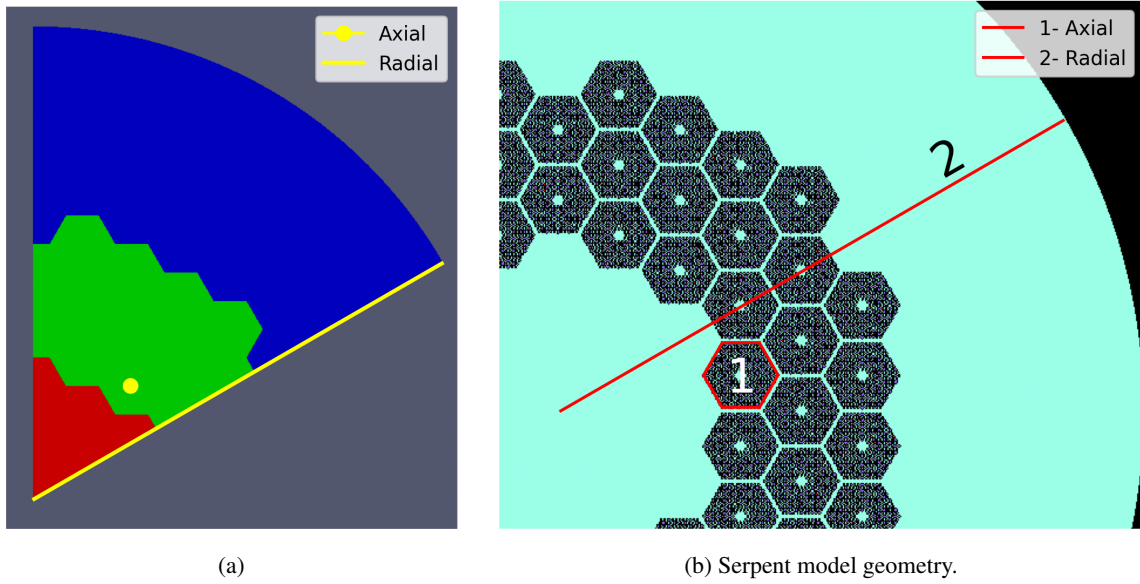 Axial
Radial
1- Axial
2- Radial
2
1
(a)
(b) Serpent model geometry.